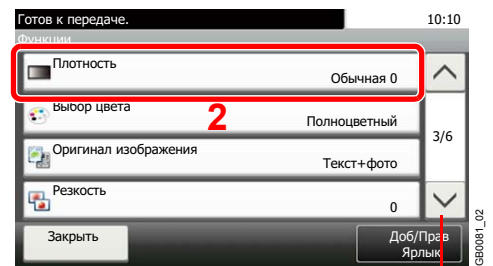 Готов к передаче.
10:10
Функции
Плотность
Обычная 0
2
Выбор цвета
Полноцветный
3/6
Оригинал изображения
Текст+фото
Резкость
0
Закрыть
Доб/Прав
Ярлык
GB0081_02